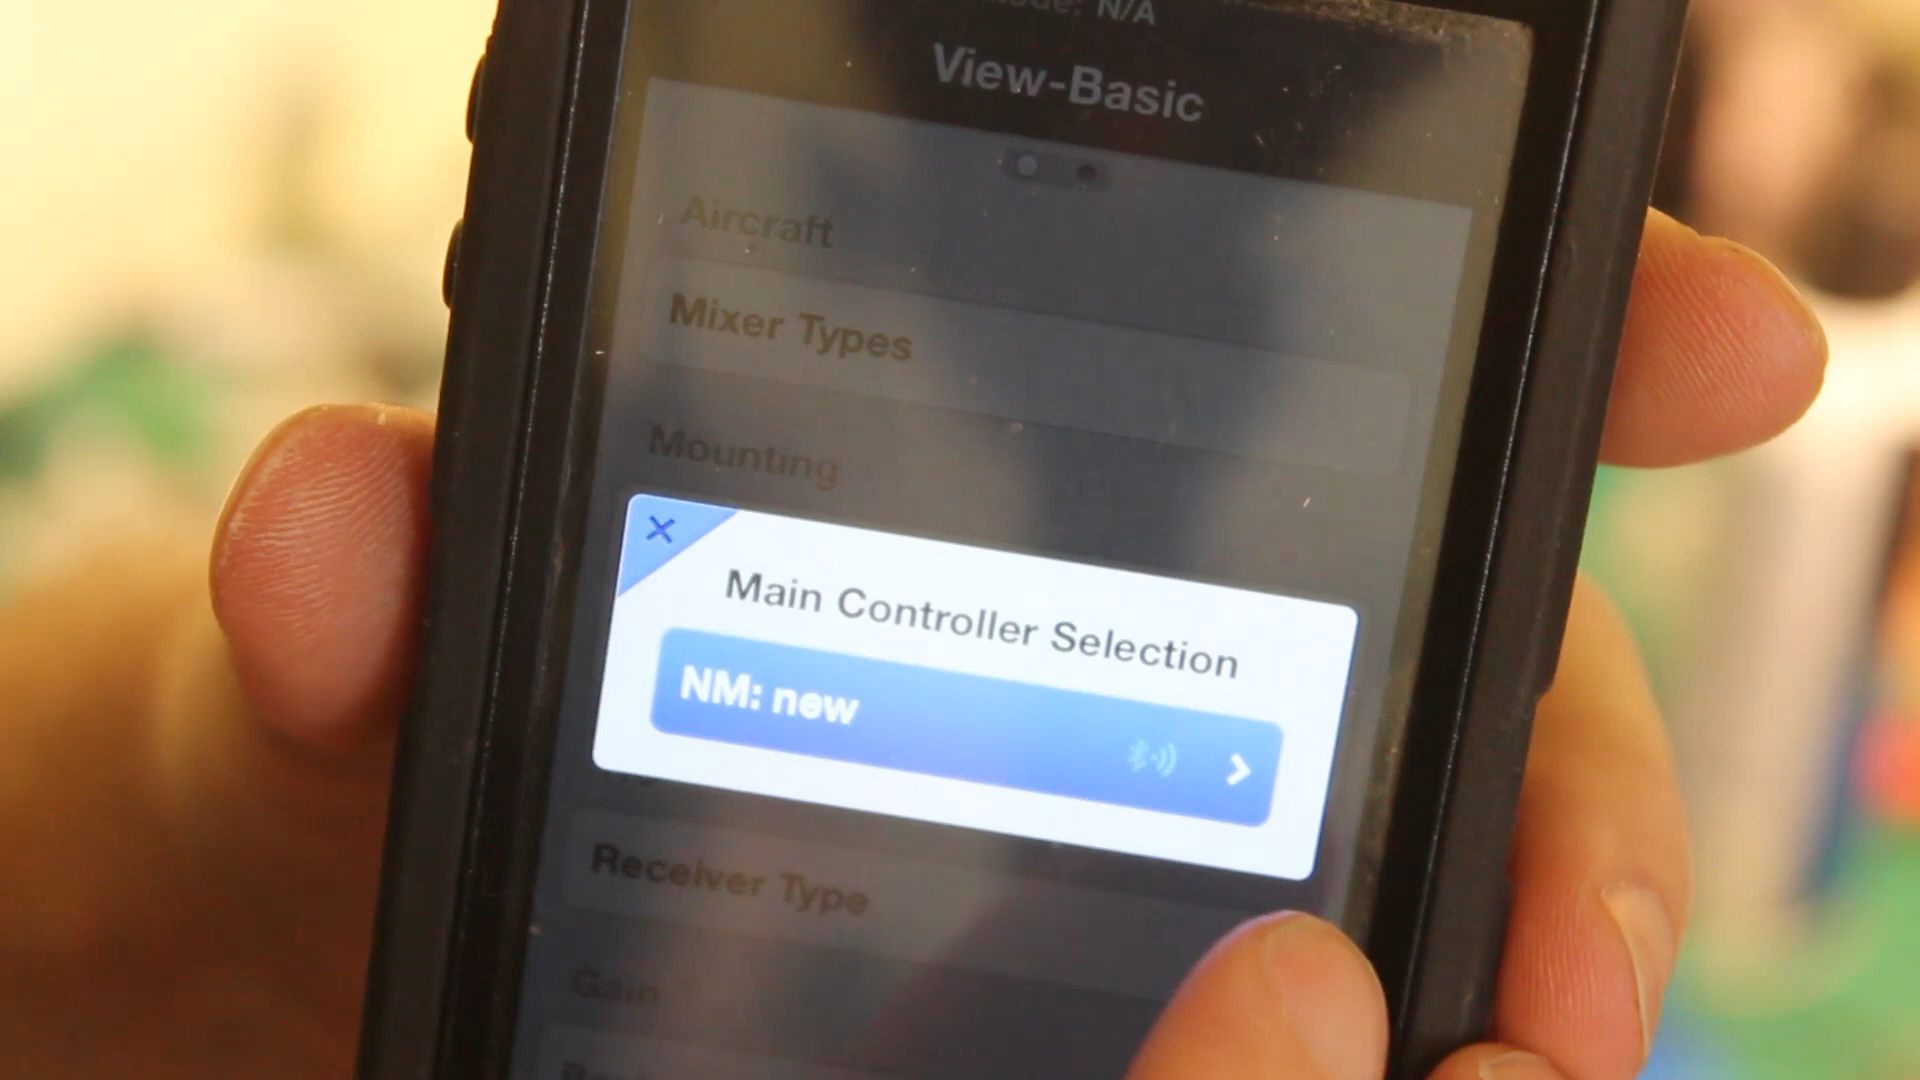 N/A
View-Basic
Aircraft
Mixer Types
Mounting
Main Controller Selection
NM: new
Receiver Type
Gain